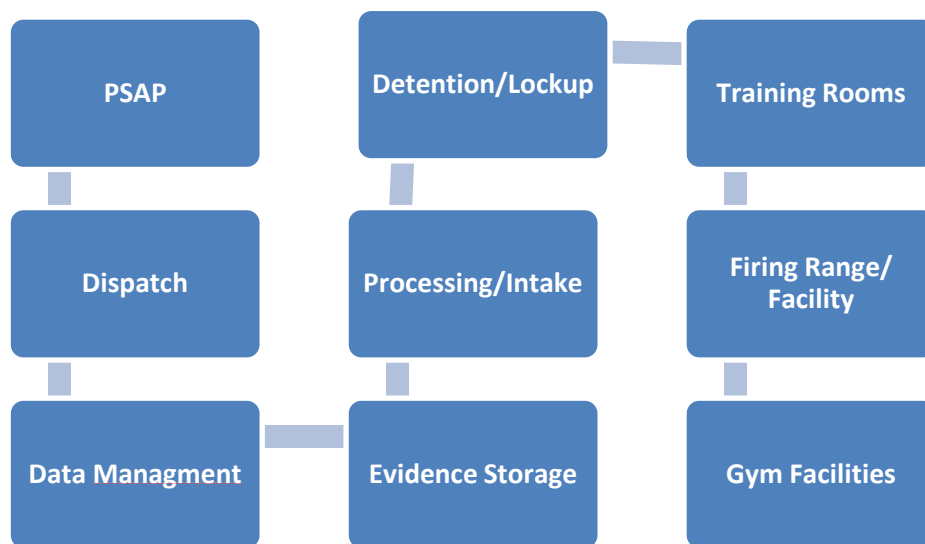 PSAP
Dispatch
Data Managment
Evidence Storage
Processing/Intake
Detention/Lockup
Training Rooms
Firing Range/
Facility
Gym Facilities